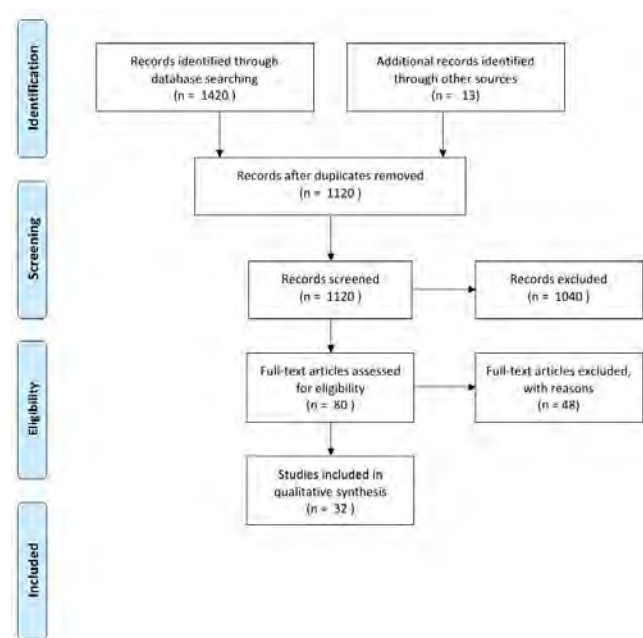 Identification
Records identified through
database searching
(n = 1420 )
Additional records identified
through other sources
(n = 13)
Records after duplicates removed
(n = 1120 )
Screening
Records screened
(n = 1120 )
Records excluded
(n = 1040 )
Eligibility
Full-text articles assessed
for eligibility
(n = 80 )
Full-text articles excluded,
with reasons
(n = 48)
Studies included in
qualitative synthesis
(n = 32 )
Included